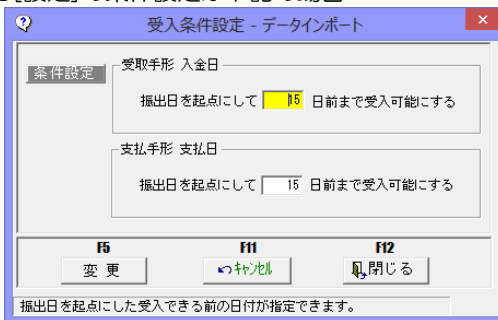 受入条件設定 - データインポート
条件設定
受取手形 入金日
振出日を起点にして 15 日前まで受入可能にする
支払手形 支払日
振出日を起点にして 15 日前まで受入可能にする
F5 F11 F12
変更 キャンセル 閉じる
振出日を起点にした受入できる前の日付が指定できます。